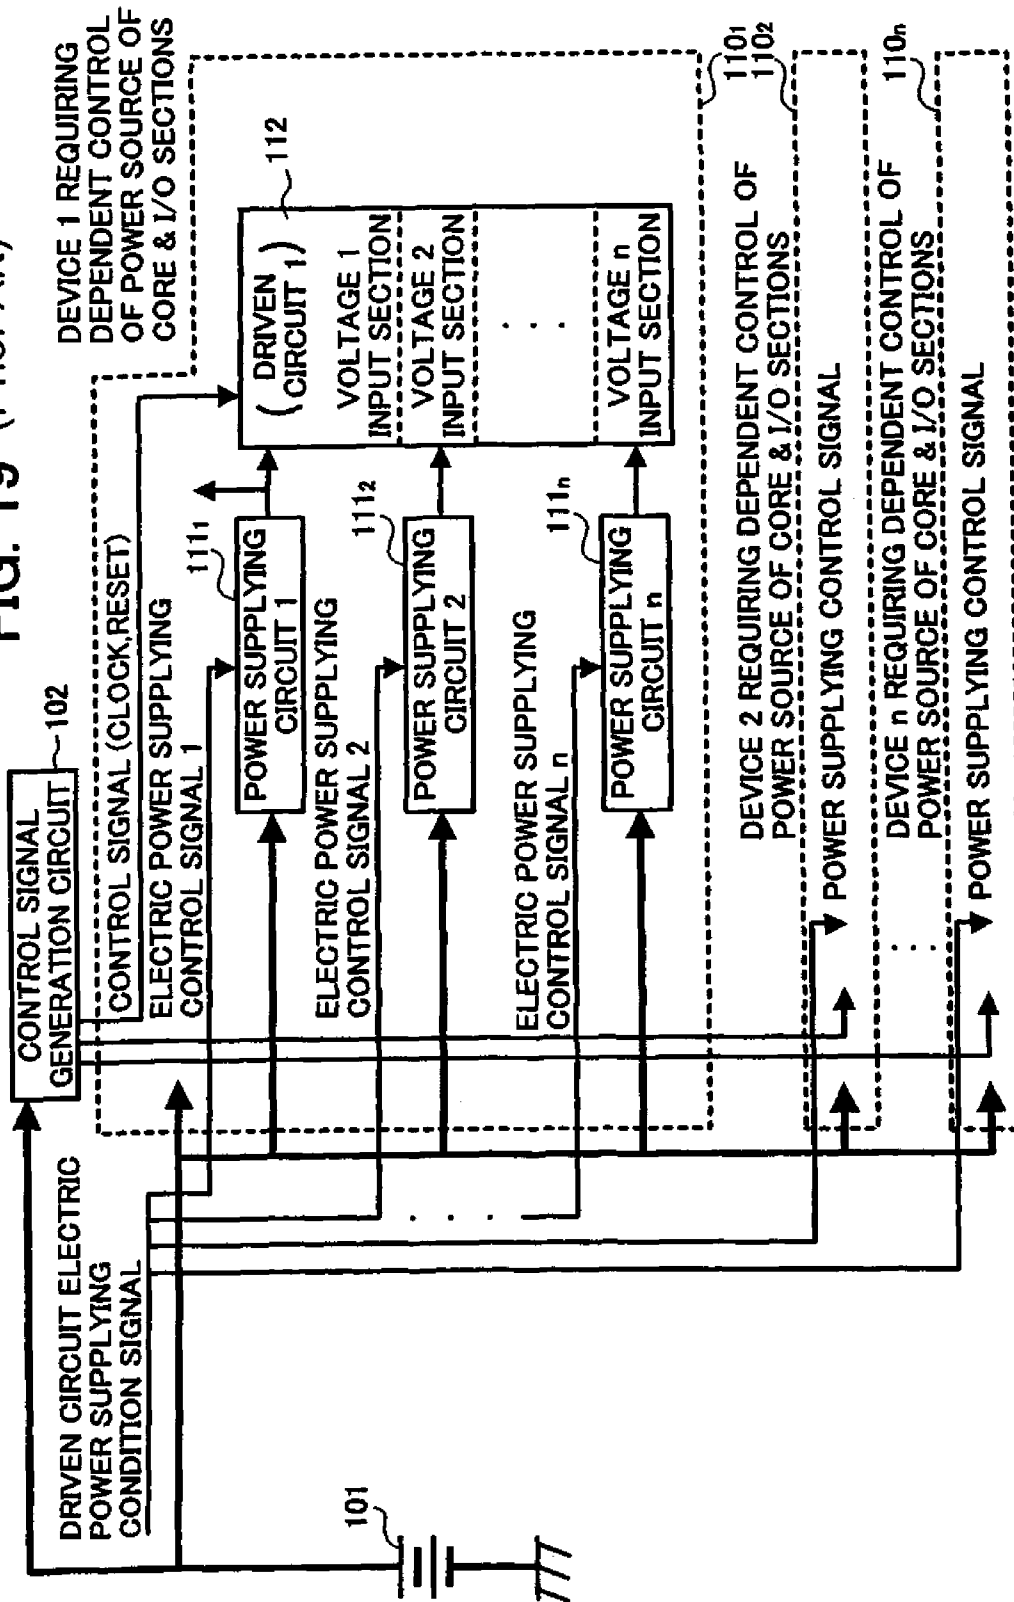 FIG. 19 (PRIOR ART)
CONTROL SIGNAL
GENERATION CIRCUIT
102
DEVICE 1 REQUIRING
DEPENDENT CONTROL
OF POWER SOURCE OF
CORE & I/O SECTIONS
DRIVEN CIRCUIT ELECTRIC
POWER SUPPLYING
CONDITION SIGNAL
CONTROL SIGNAL (CLOCK,RESET)
ELECTRIC POWER SUPPLYING
CONTROL SIGNAL 1
111₁
POWER SUPPLYING
CIRCUIT 1
112
( DRIVEN
CIRCUIT 1 )
VOLTAGE 1
INPUT SECTION
ELECTRIC POWER SUPPLYING
CONTROL SIGNAL 2
111₂
POWER SUPPLYING
CIRCUIT 2
VOLTAGE 2
INPUT SECTION
. . .
101
. . . .
ELECTRIC POWER SUPPLYING
CONTROL SIGNAL n
111n
POWER SUPPLYING
CIRCUIT n
VOLTAGE n
INPUT SECTION
110₁
DEVICE 2 REQUIRING DEPENDENT CONTROL OF
POWER SOURCE OF CORE & I/O SECTIONS
110₂
POWER SUPPLYING CONTROL SIGNAL
DEVICE n REQUIRING DEPENDENT CONTROL OF
POWER SOURCE OF CORE & I/O SECTIONS
110n
. . . .
POWER SUPPLYING CONTROL SIGNAL